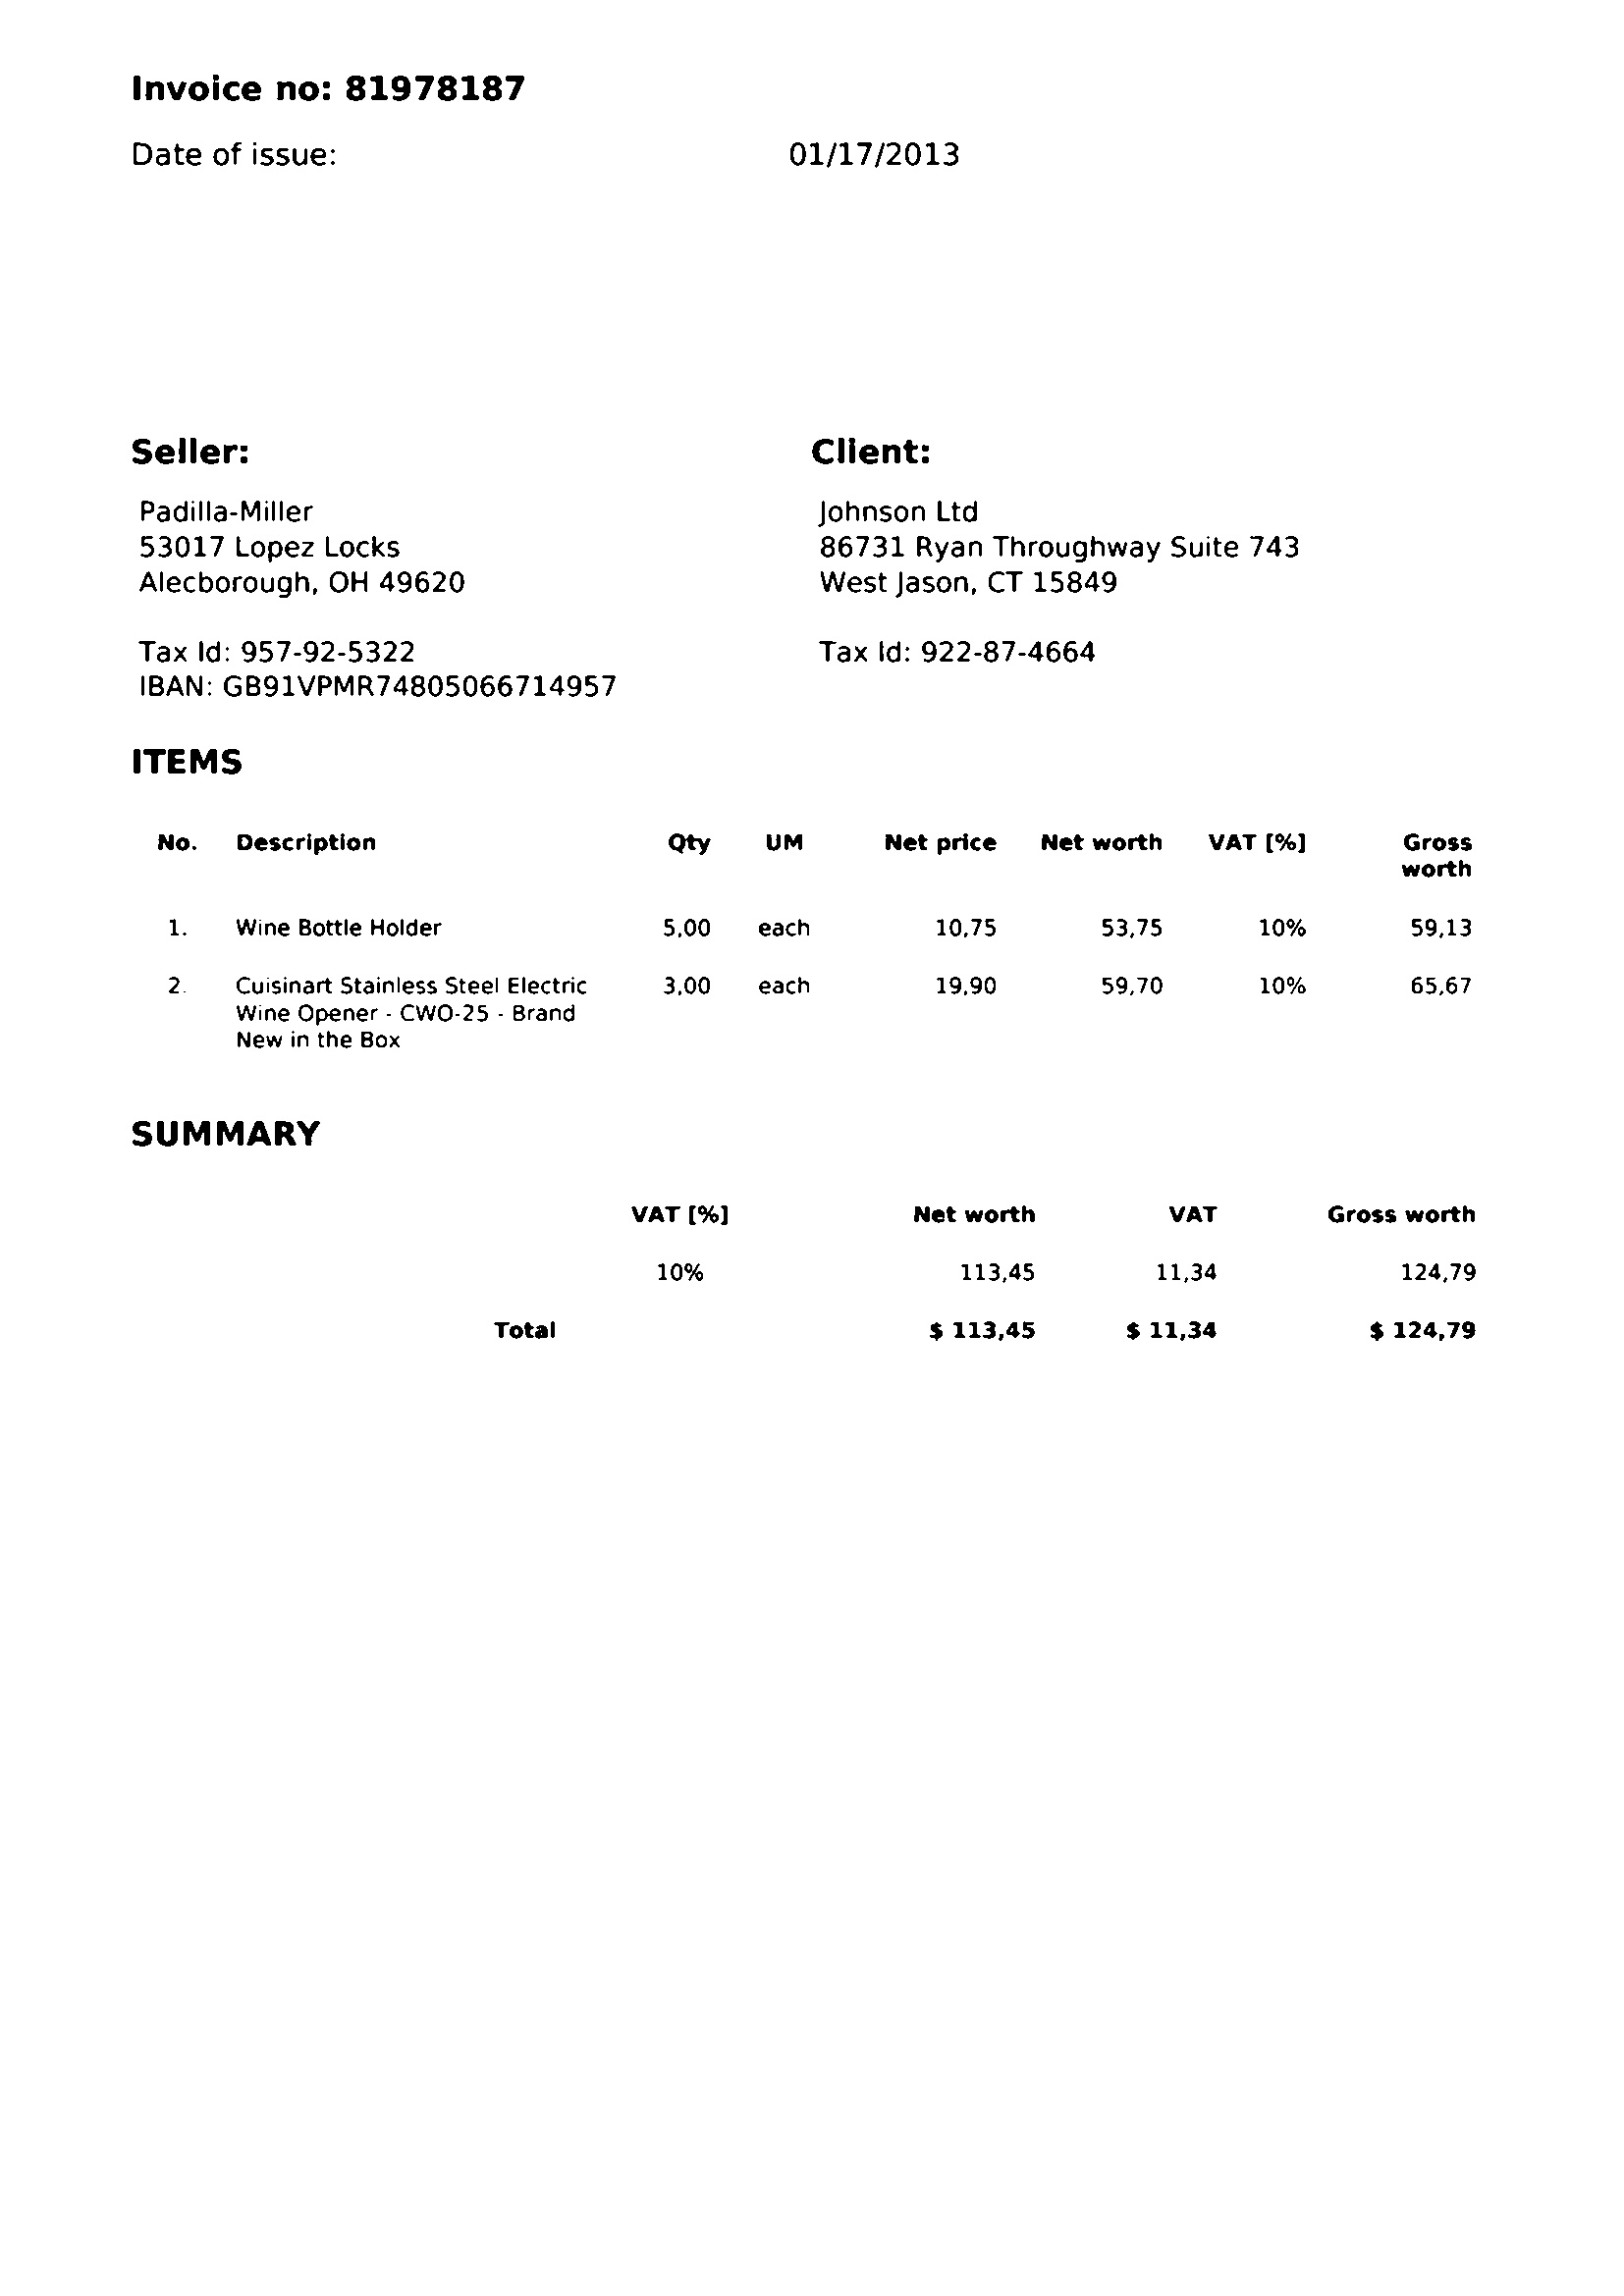 Invoice no: 81978187
Date of issue: 01/17/2013
Seller:
Padilla-Miller
53017 Lopez Locks
Alecborough, OH 49620
Tax Id: 957-92-5322
IBAN: GB91VPMR74805066714957
Client:
Johnson Ltd
86731 Ryan Throughway Suite 743
West Jason, CT 15849
Tax Id: 922-87-4664
ITEMS
No. Description Qty UM Net price Net worth VAT [%] Gross
worth
1. Wine Bottle Holder 5,00 each 10,75 53,75 10% 59,13
2. Cuisinart Stainless Steel Electric 3,00 each 19,90 59,70 10% 65,67
Wine Opener - CWO-25 - Brand
New in the Box
SUMMARY
VAT [%] Net worth VAT Gross worth
10% 113,45 11,34 124,79
Total $ 113,45 $ 11,34 $ 124,79